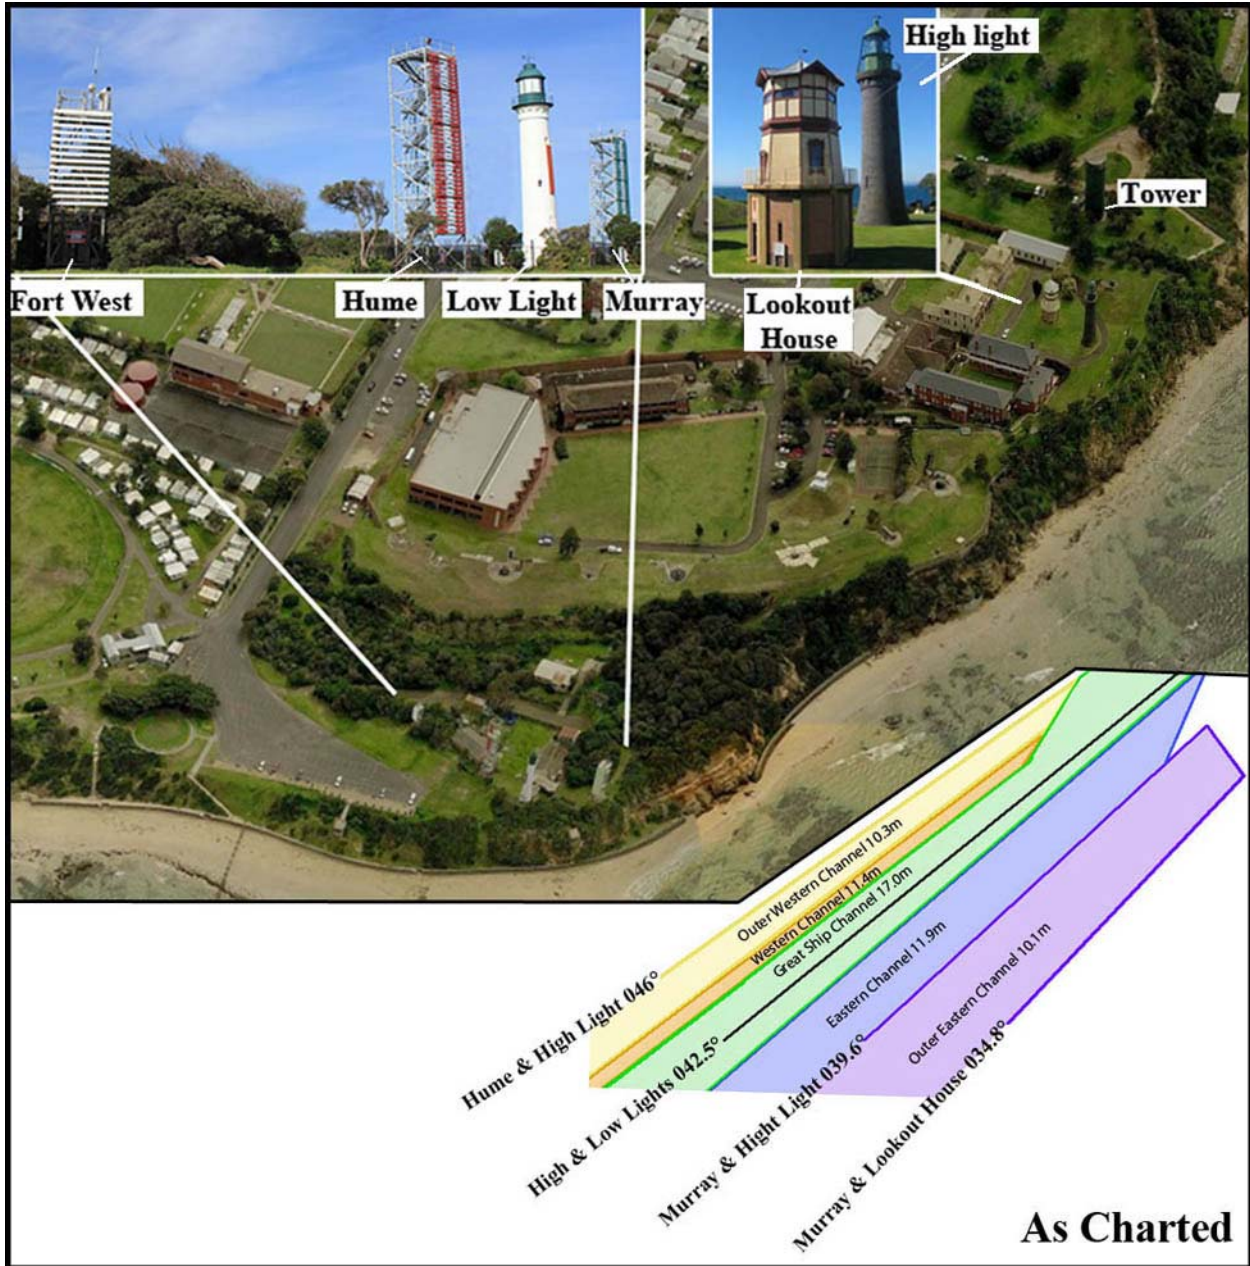 High light
Tower
Fort West
Hume
Low Light
Murray
Lookout
House
Outer Western Channel 10.3m
Western Channel 11.4m
Great Ship Channel 17.0m
Eastern Channel 11.9m
Outer Eastern Channel 10.1m
Hume & High Light 046°
High & Low Lights 042.5°
Murray & Hight Light 039.6°
Murray & Lookout House 034.8°
As Charted